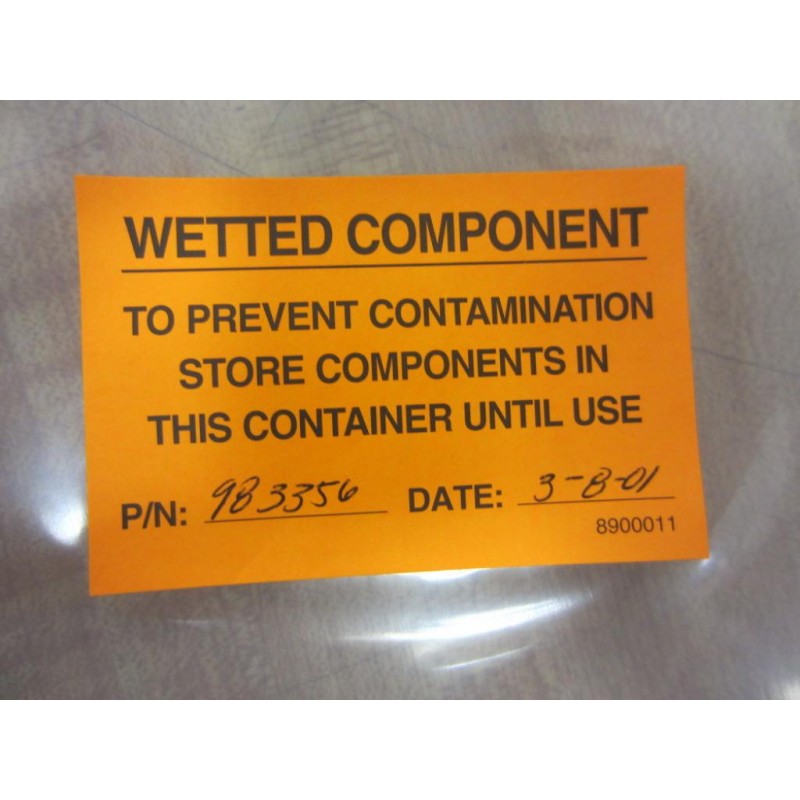 WETTED COMPONENT
TO PREVENT CONTAMINATION
STORE COMPONENTS IN
THIS CONTAINER UNTIL USE
P/N: 983356 DATE: 3-8-01
8900011